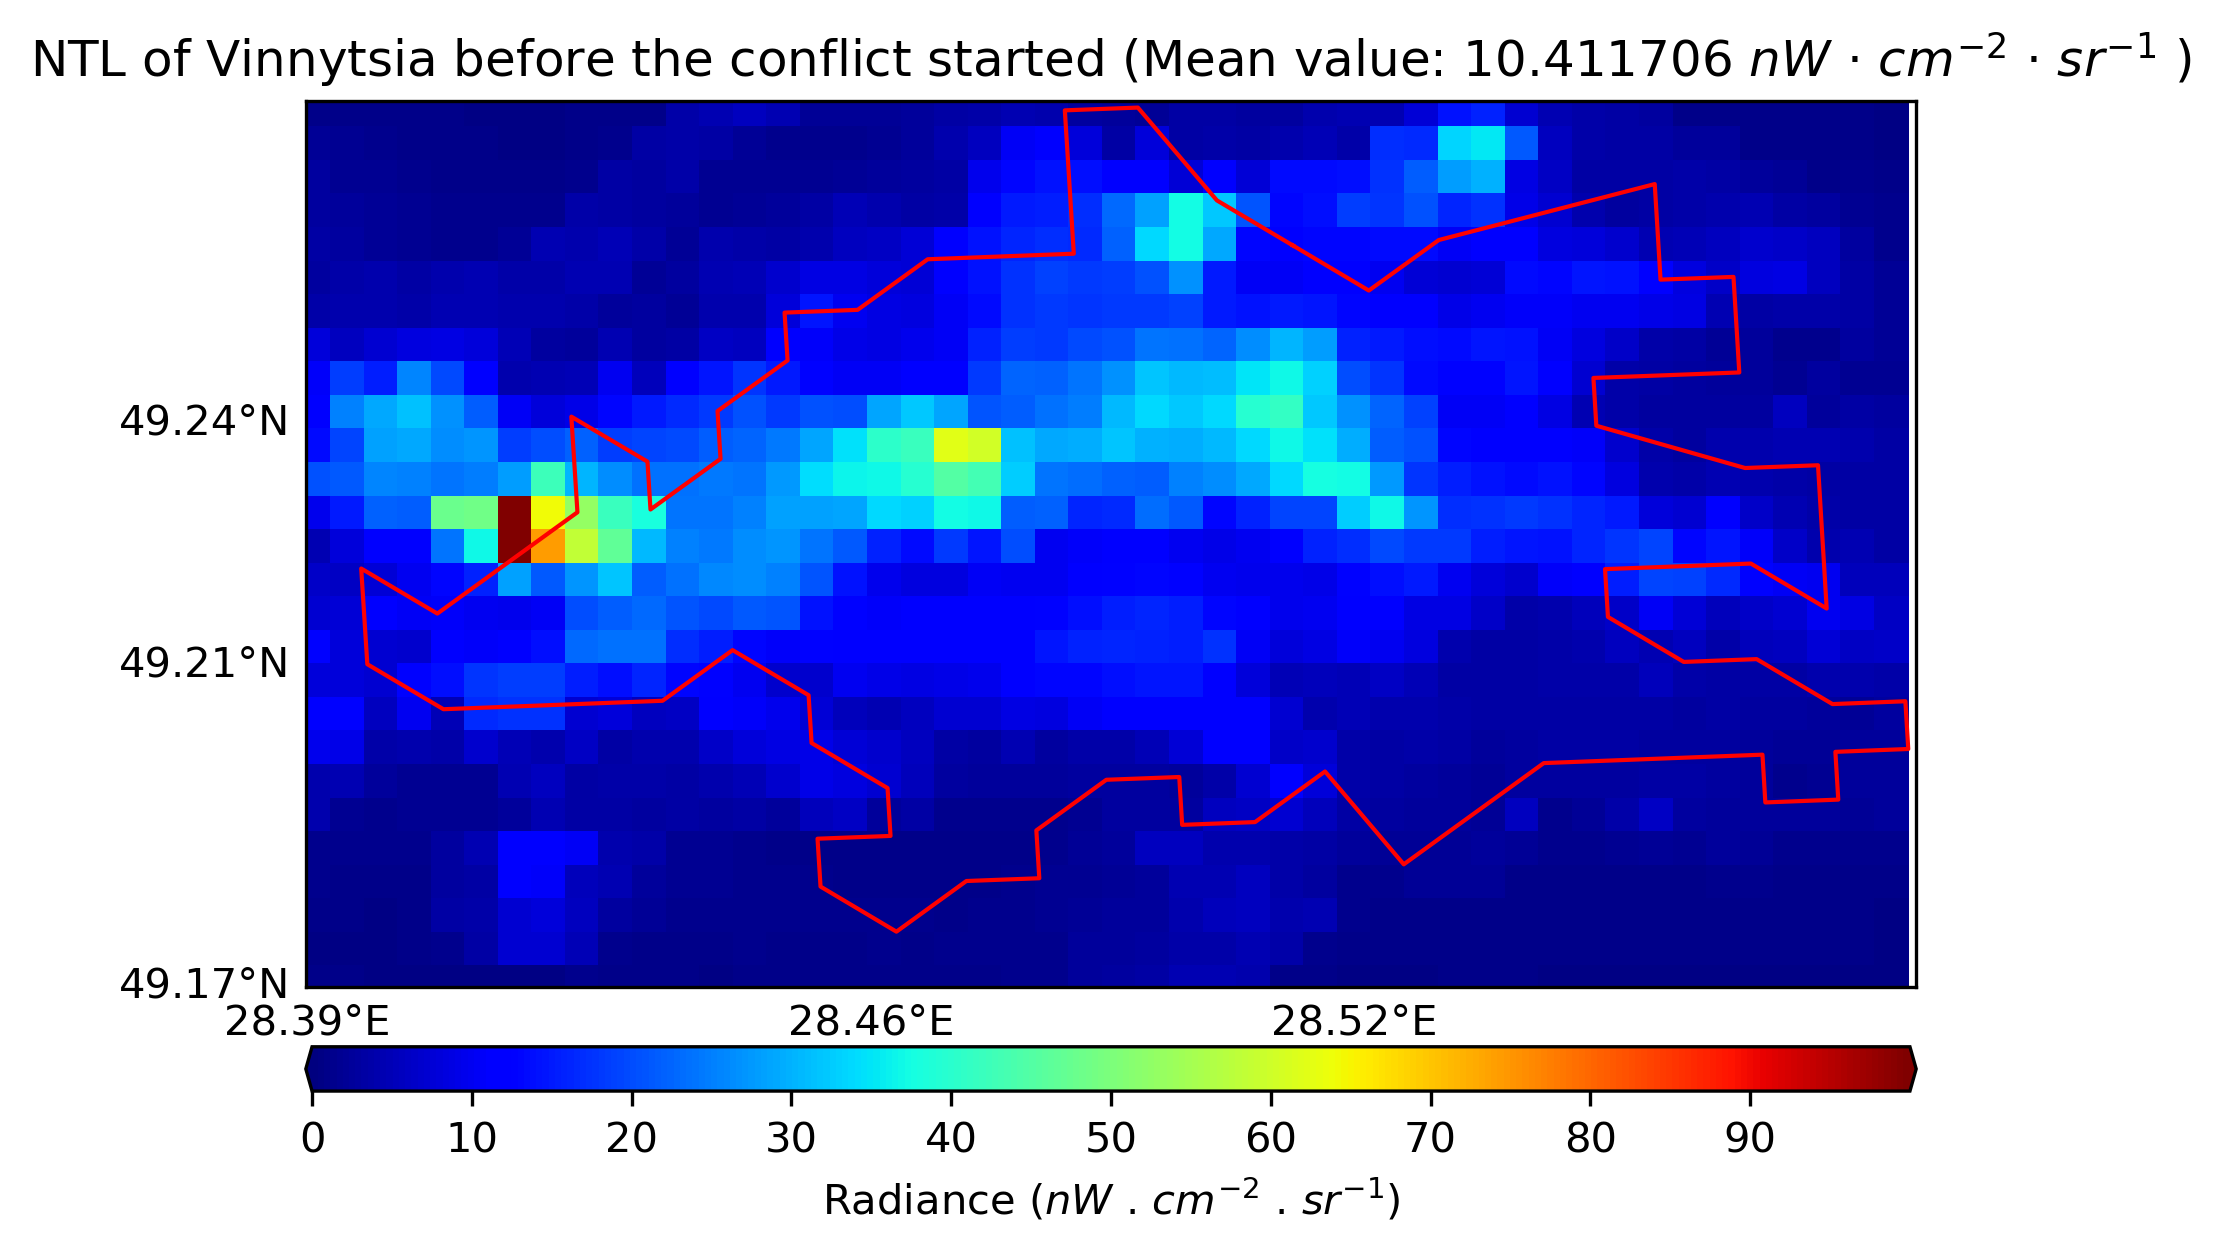 NTL of Vinnytsia before the conflict started (Mean value: 10.411706 nW · cm⁻² · sr⁻¹ )
49.24°N
49.21°N
49.17°N
28.39°E 28.46°E 28.52°E
0 10 20 30 40 50 60 70 80 90
Radiance (nW . cm⁻² . sr⁻¹)